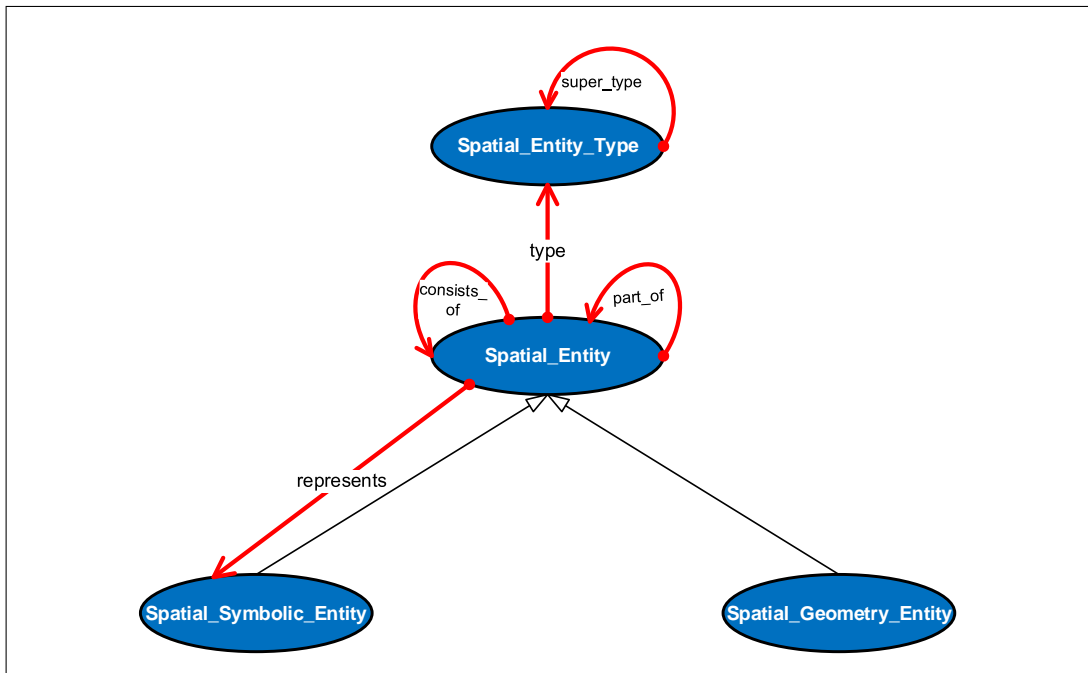 super_type
Spatial_Entity_Type
type
consists_
of
part_of
Spatial_Entity
represents
Spatial_Symbolic_Entity
Spatial_Geometry_Entity